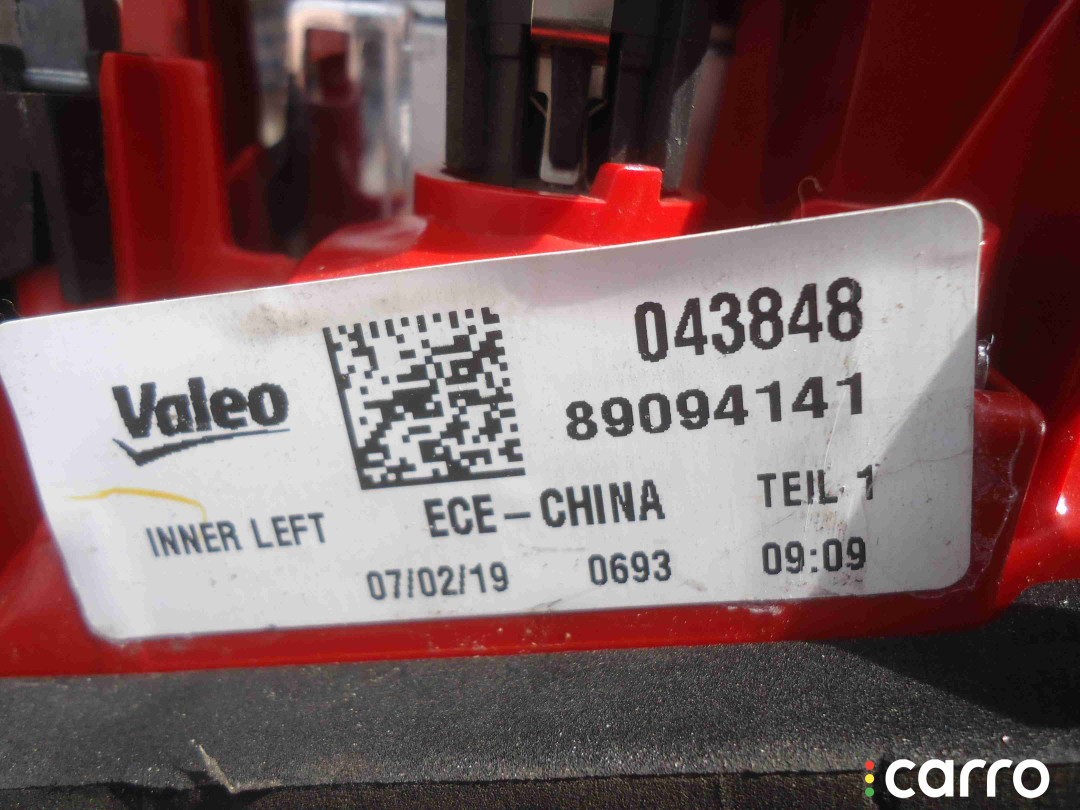 043848
Valeo
89094141
ECE-CHINA
TEIL 1
INNER LEFT
07/02/19
0693
09:09
carro